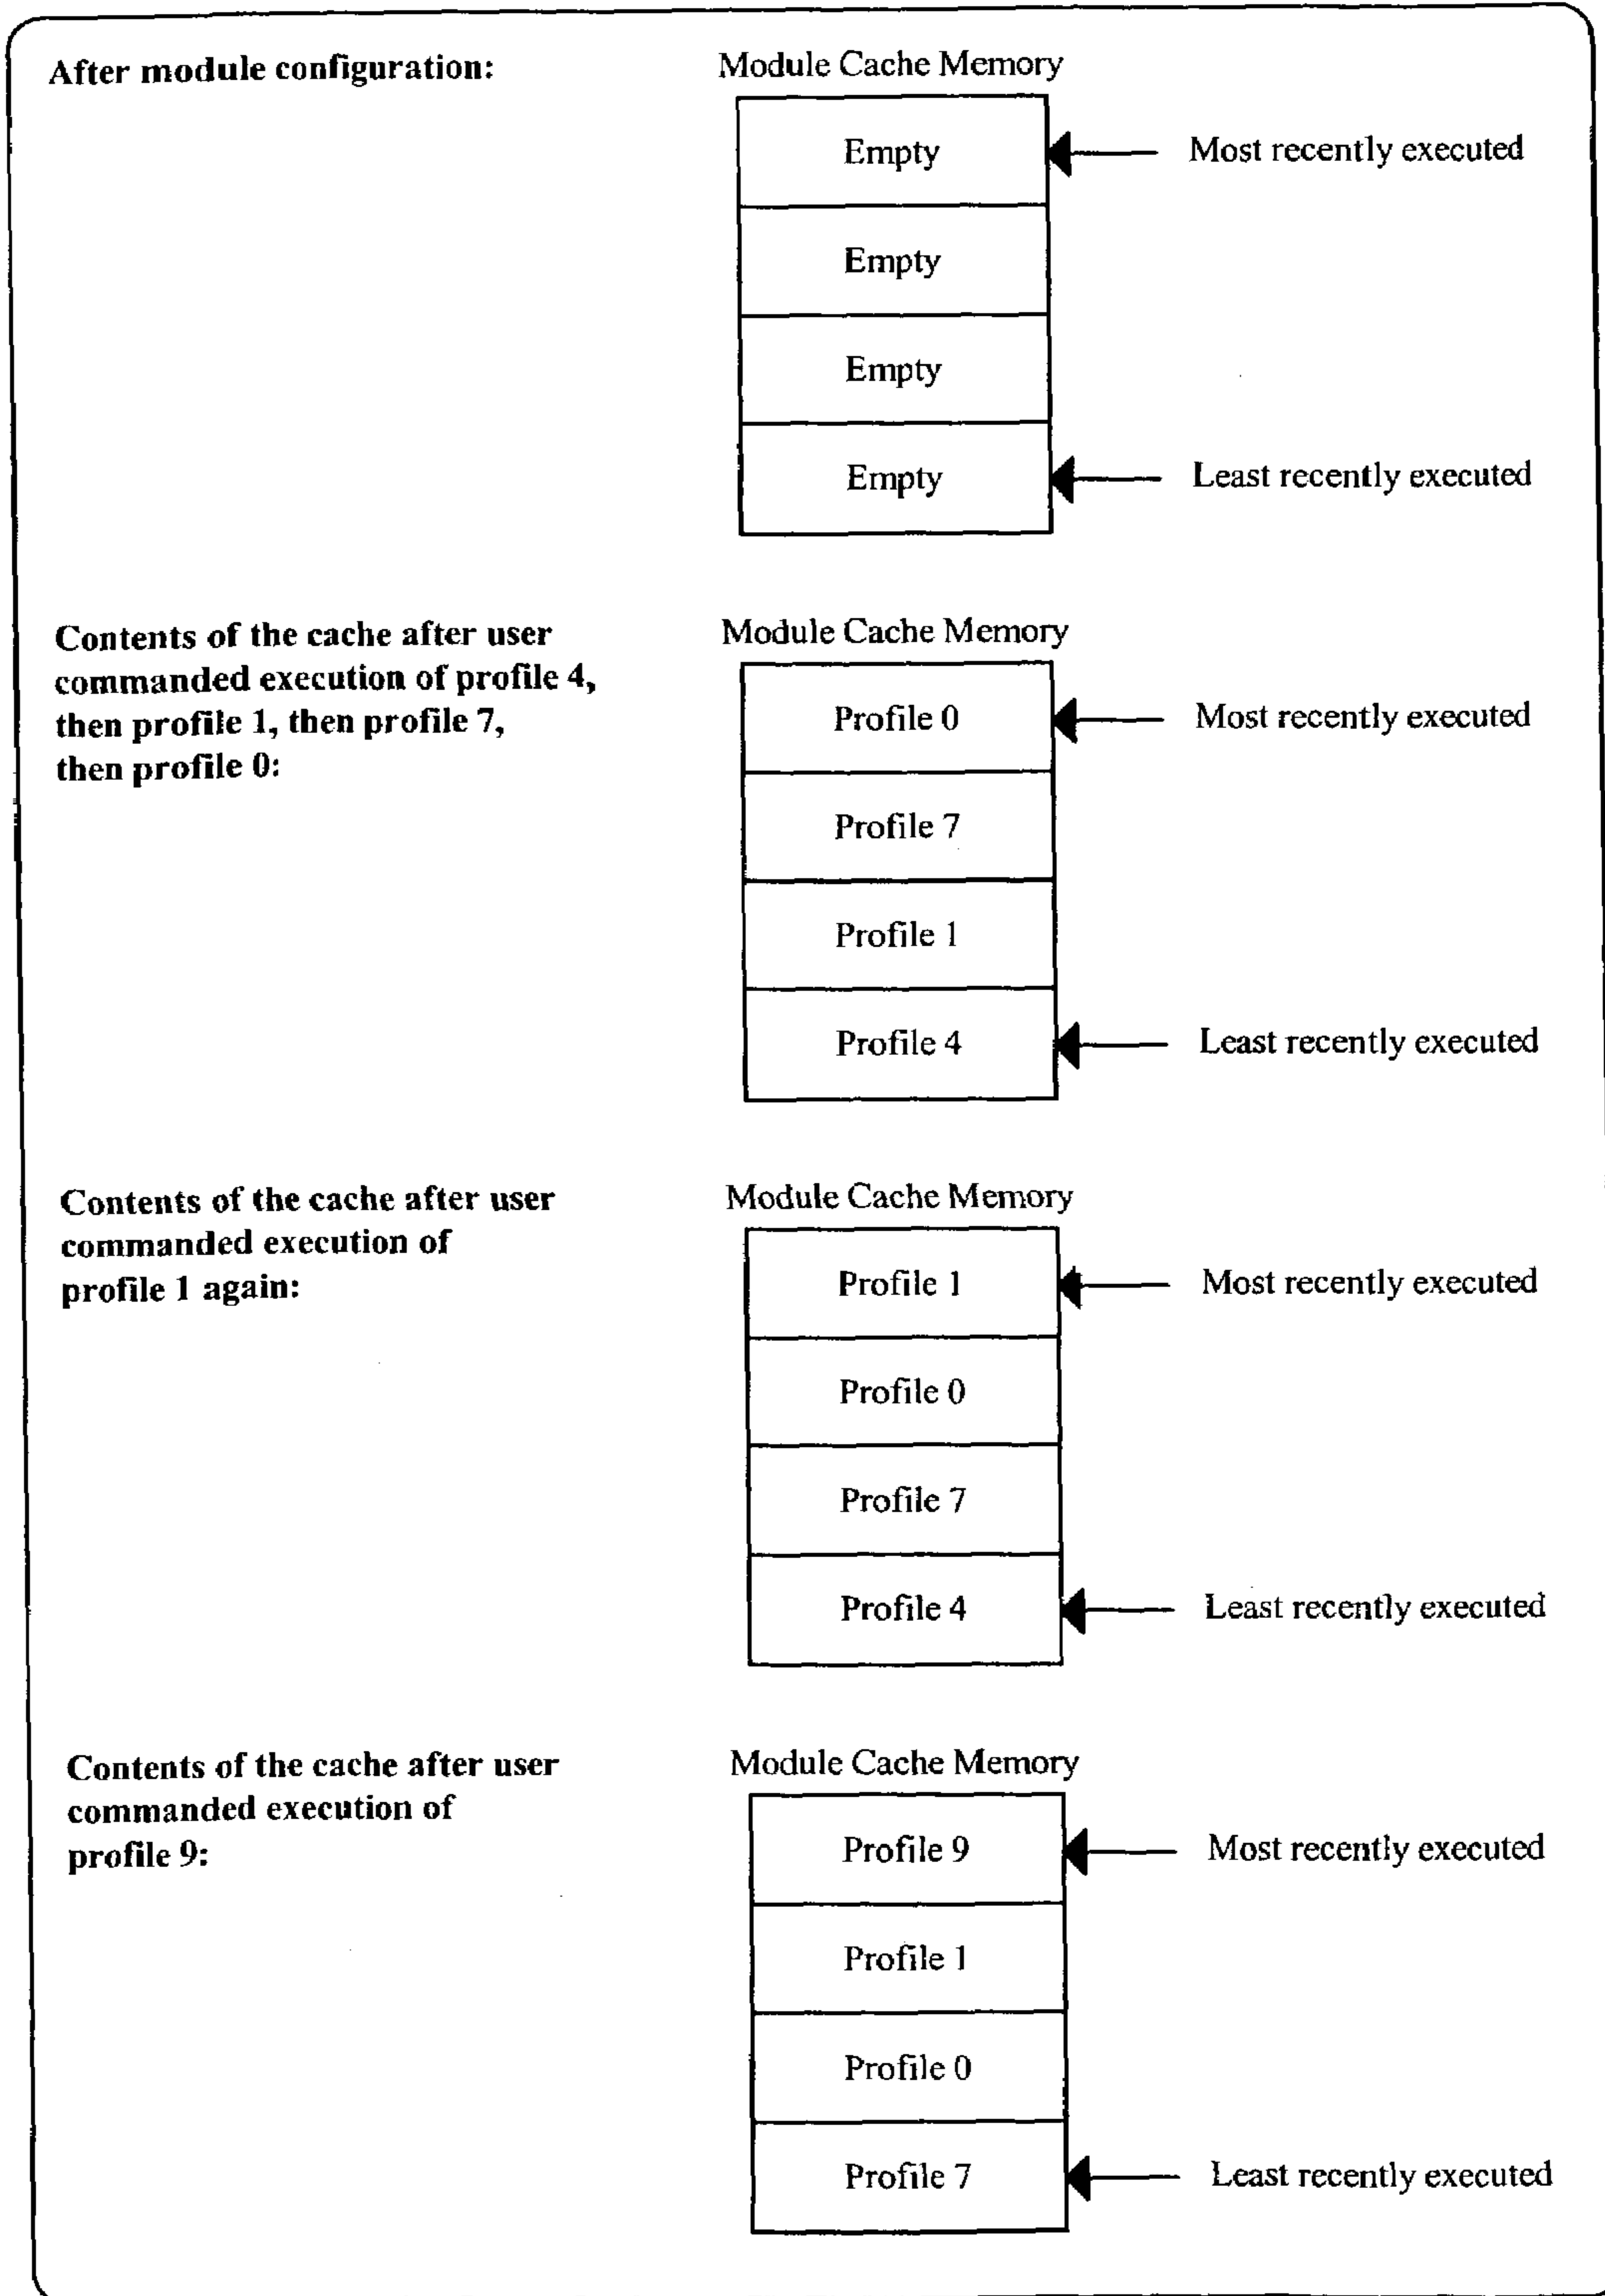 After module configuration:
Module Cache Memory
Empty
Most recently executed
Empty
Empty
Empty
Least recently executed
Contents of the cache after user
commanded execution of profile 4,
then profile 1, then profile 7,
then profile 0:
Module Cache Memory
Profile 0
Most recently executed
Profile 7
Profile 1
Profile 4
Least recently executed
Contents of the cache after user
commanded execution of
profile 1 again:
Module Cache Memory
Profile 1
Most recently executed
Profile 0
Profile 7
Profile 4
Least recently executed
Contents of the cache after user
commanded execution of
profile 9:
Module Cache Memory
Profile 9
Most recently executed
Profile 1
Profile 0
Profile 7
Least recently executed